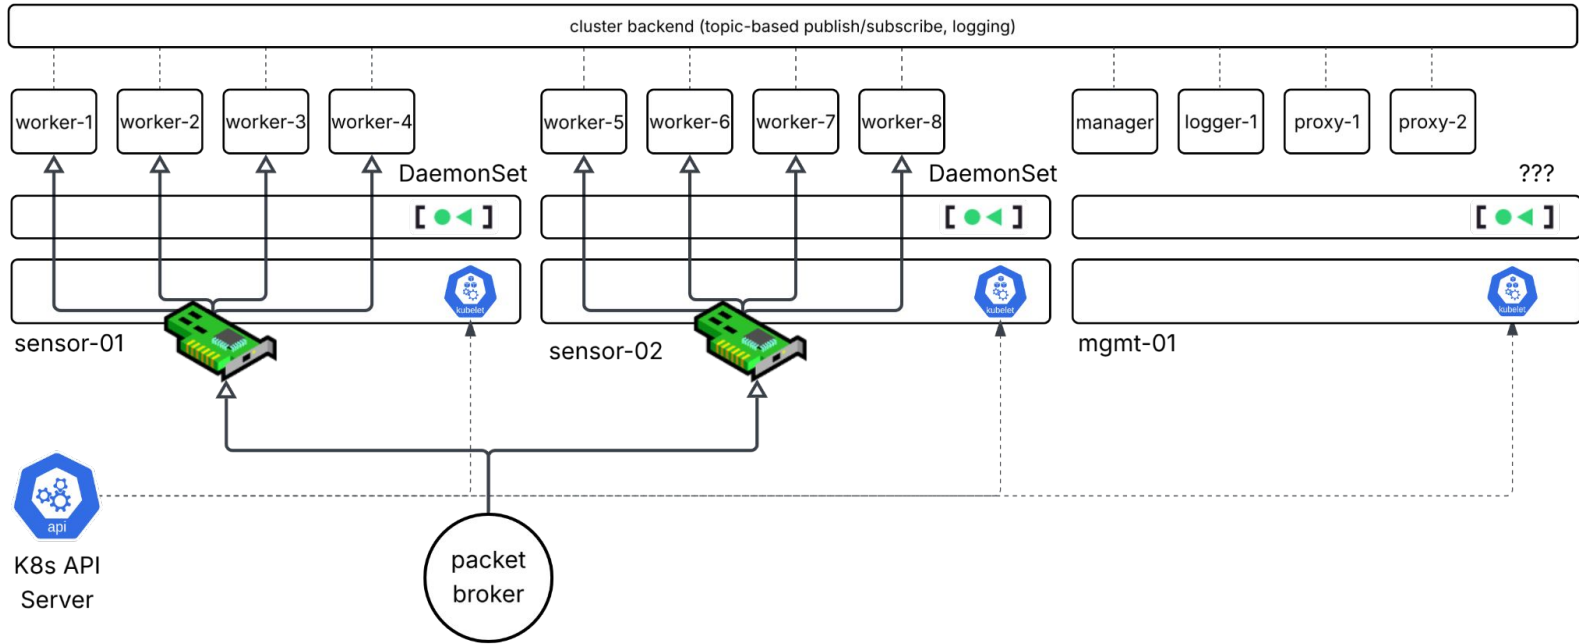 cluster backend (topic-based publish/subscribe, logging)
worker-1
worker-2
worker-3
worker-4
worker-5
worker-6
worker-7
worker-8
manager
logger-1
proxy-1
proxy-2
DaemonSet
DaemonSet
???
kubelet
kubelet
kubelet
sensor-01
sensor-02
mgmt-01
api
K8s API
Server
packet
broker